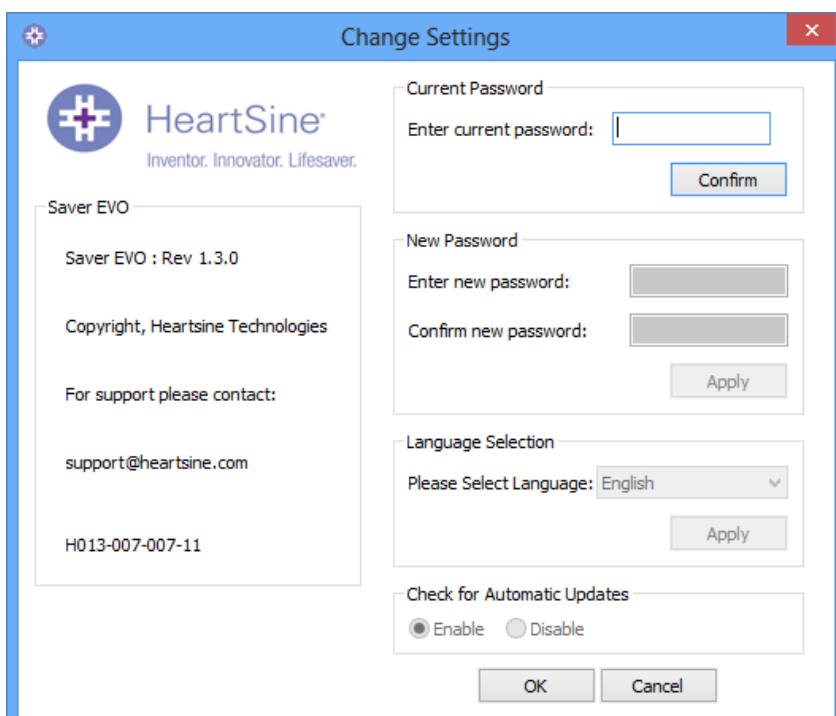 Change Settings
HeartSine®
Inventor. Innovator. Lifesaver.
Saver EVO
Saver EVO : Rev 1.3.0
Copyright, Heartsine Technologies
For support please contact:
support@heartsine.com
H013-007-007-11
Current Password
Enter current password:
Confirm
New Password
Enter new password:
Confirm new password:
Apply
Language Selection
Please Select Language: English
Apply
Check for Automatic Updates
Enable Disable
OK Cancel